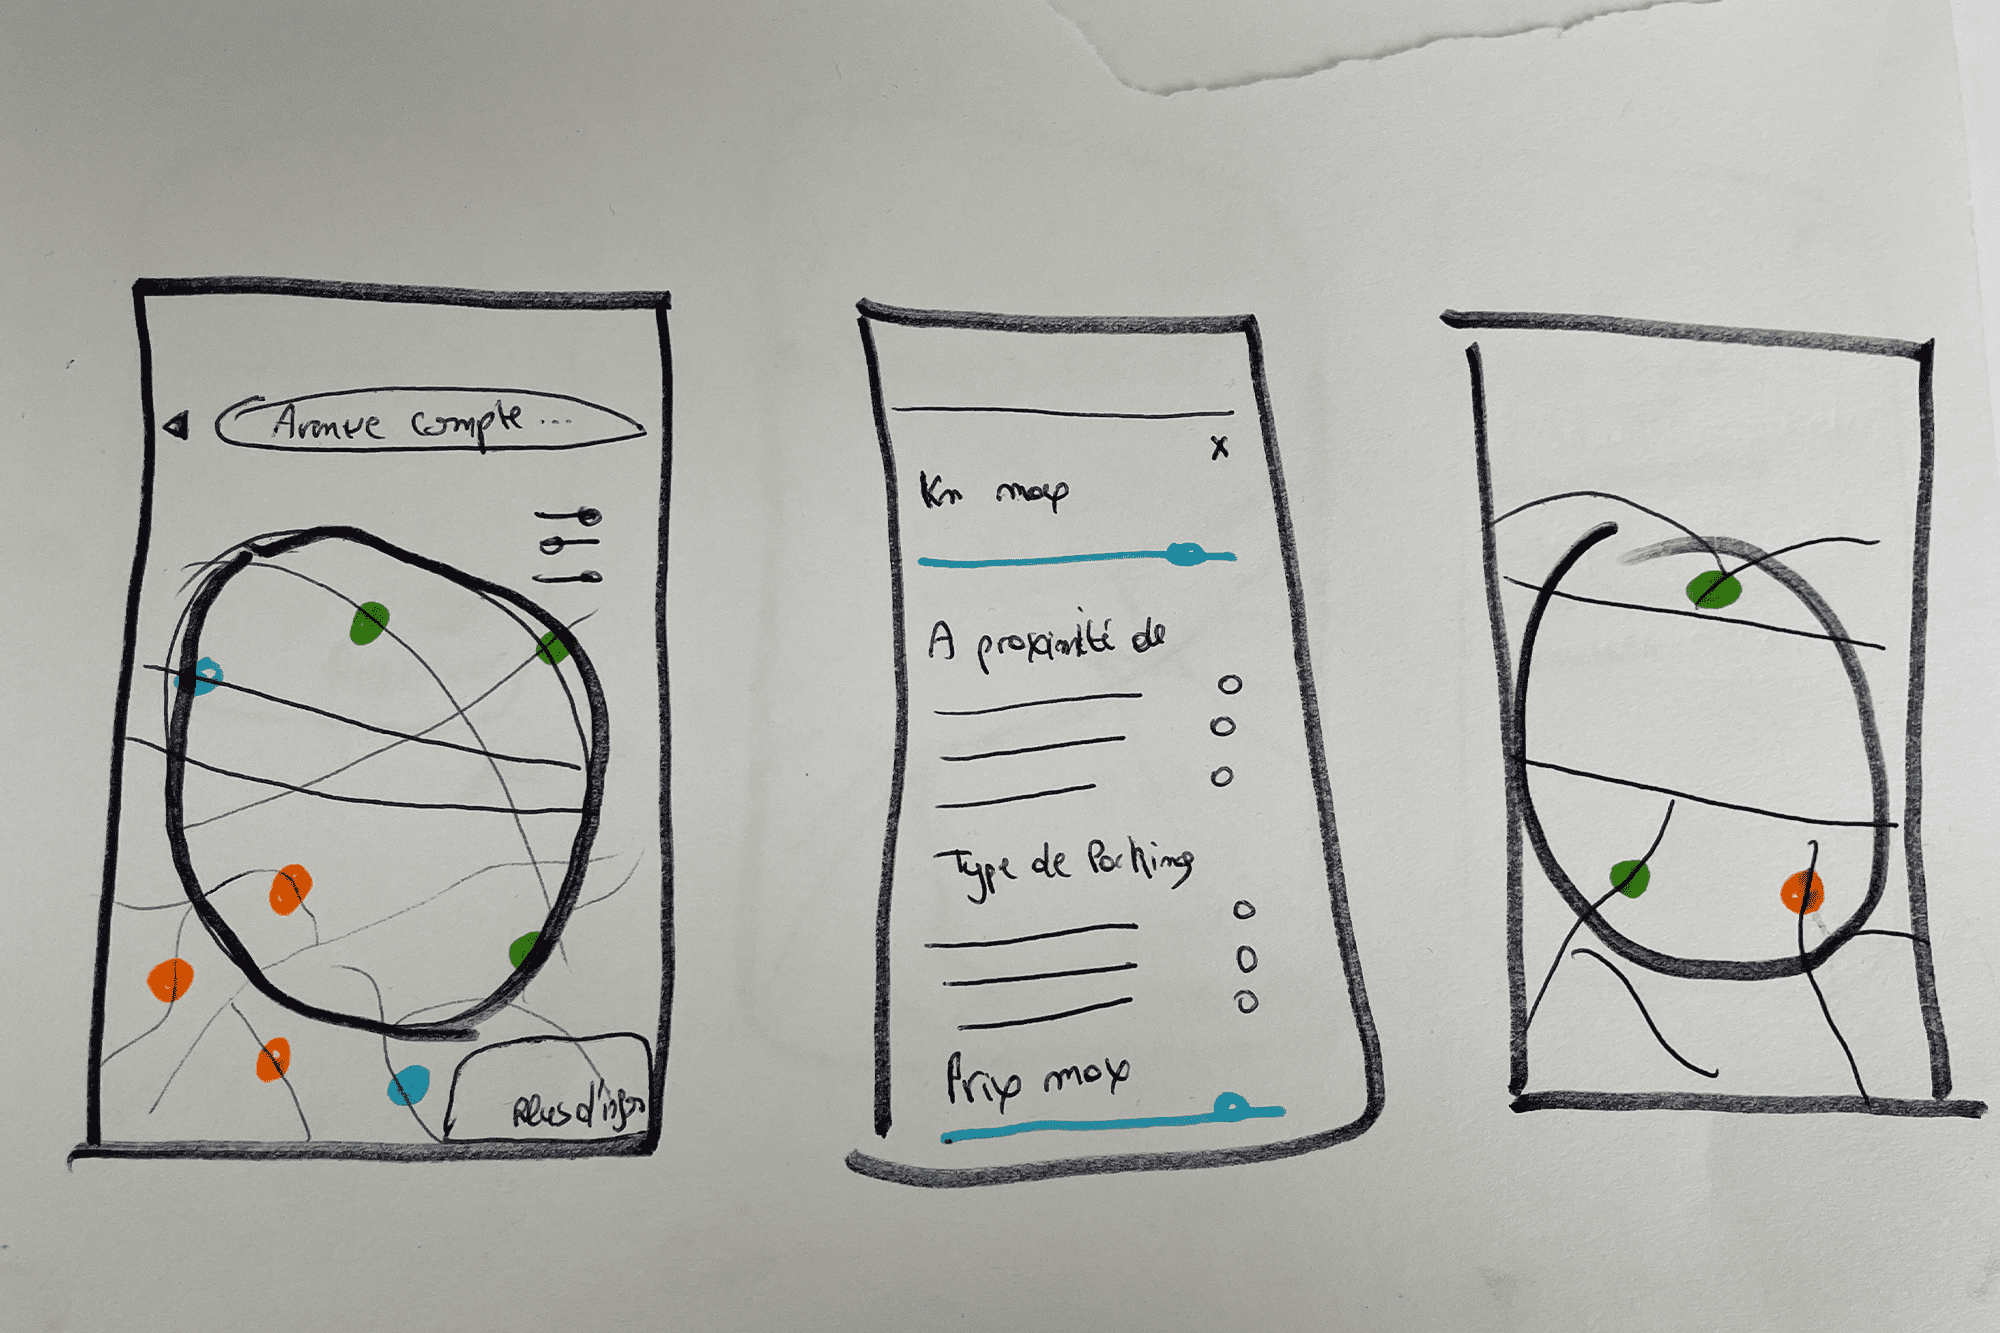 Avenue compte ...
Plus d'infos
X
Km max
A proximité de
Type de Parking
Prix max